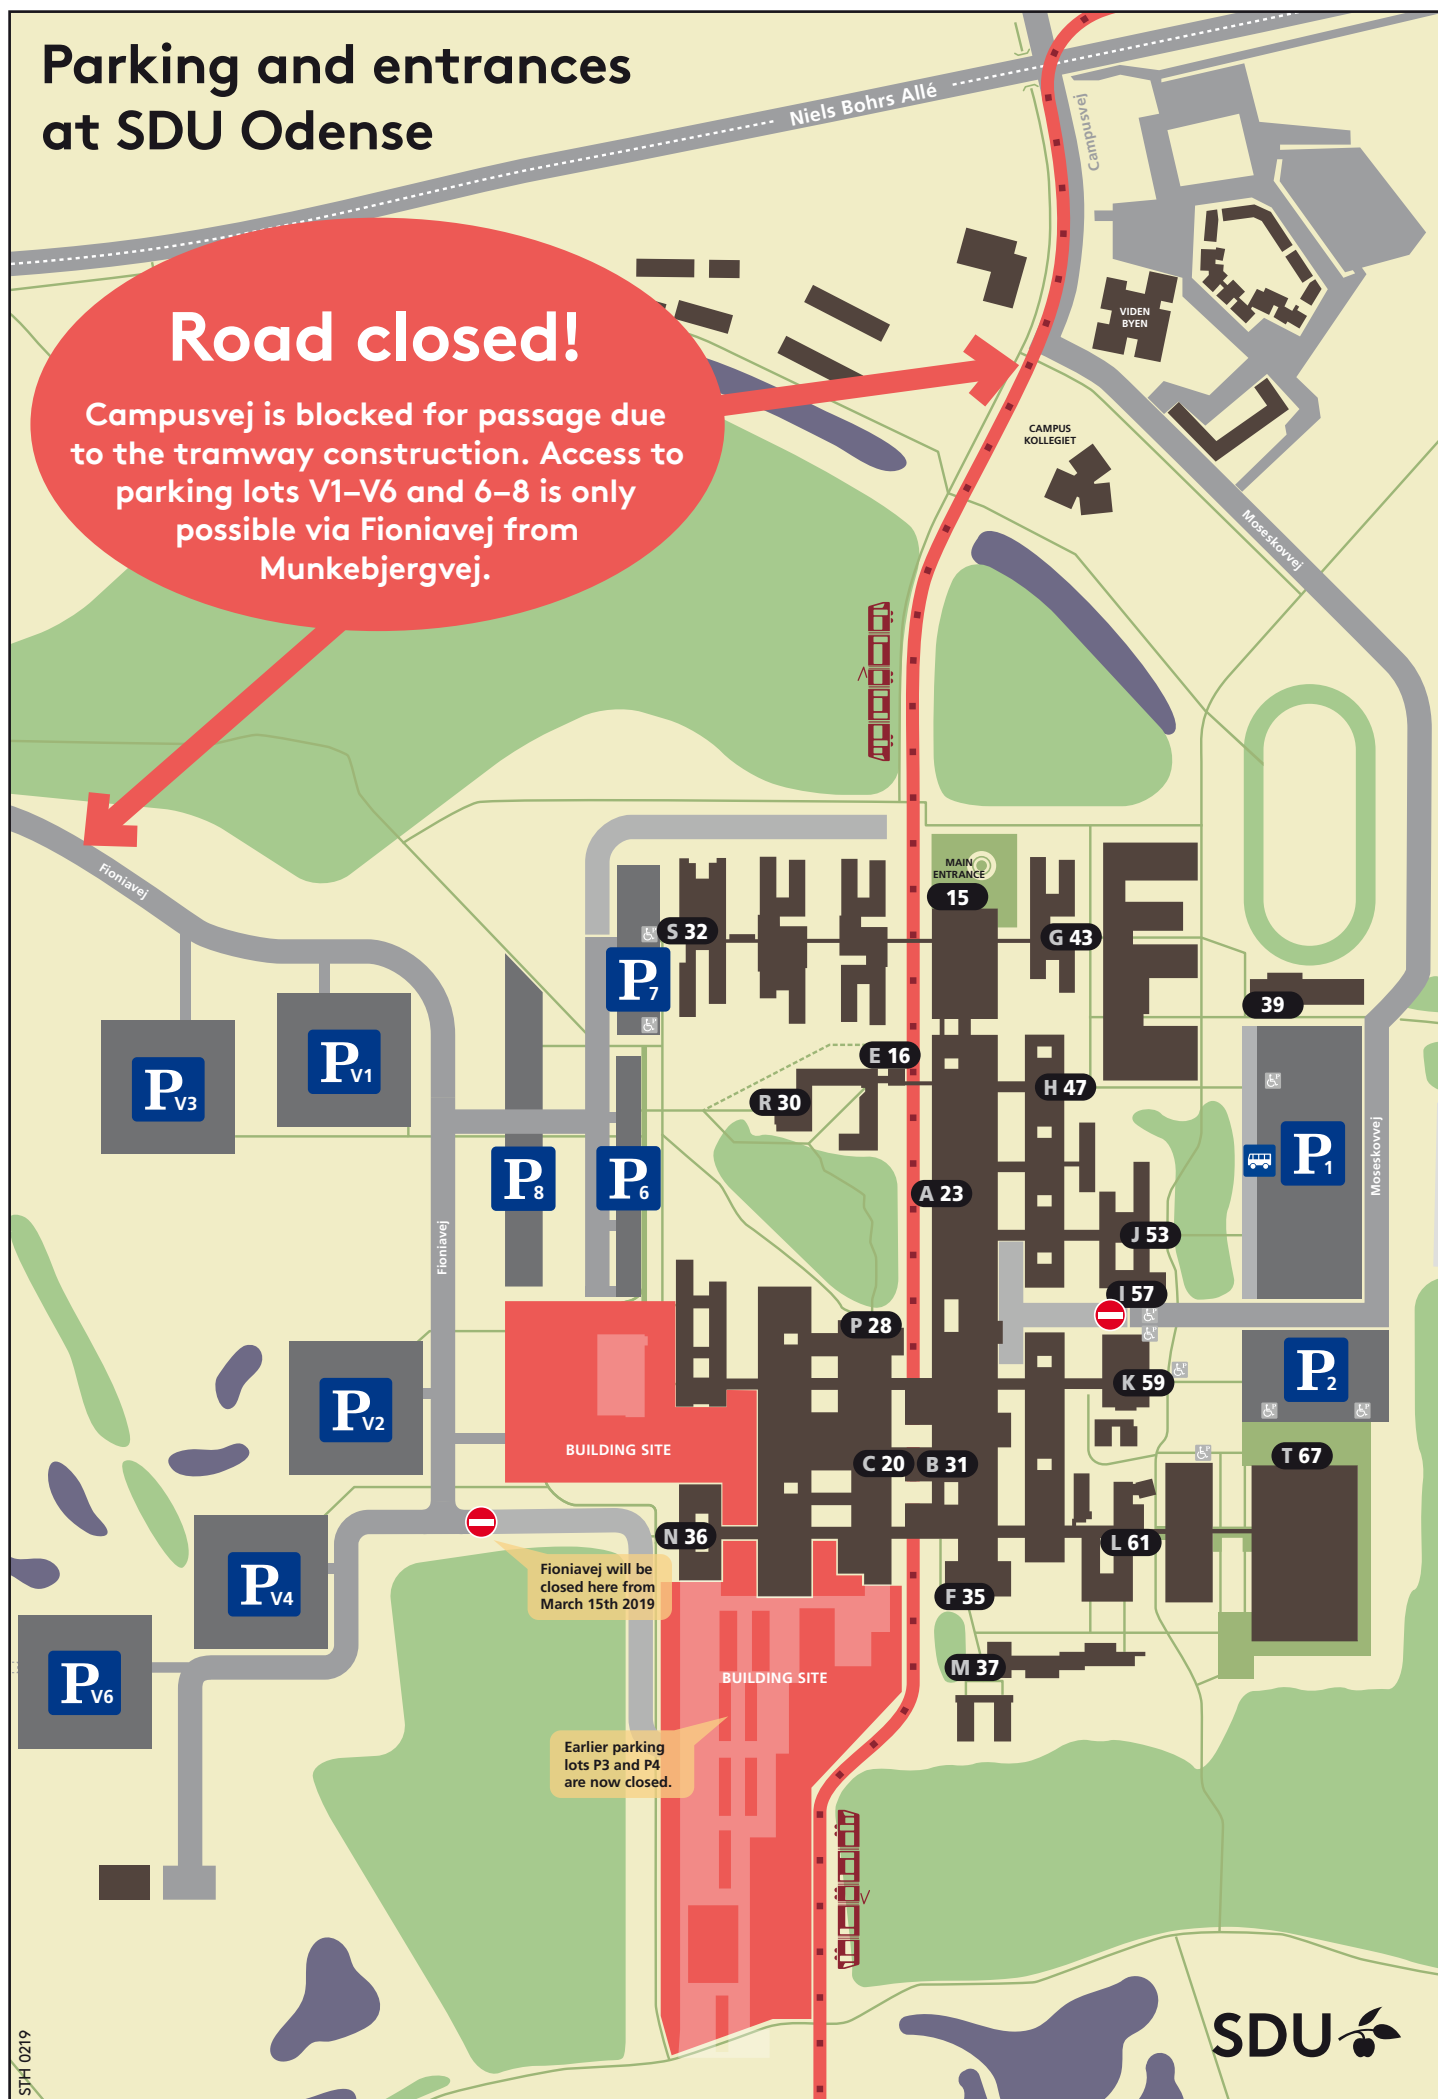 Parking and entrances
at SDU Odense
Niels Bohrs Allé
Campusvej
Road closed!
Campusvej is blocked for passage due
to the tramway construction. Access to
parking lots V1–V6 and 6–8 is only
possible via Fioniavej from
Munkebjergvej.
VIDEN
BYEN
CAMPUS
KOLLEGIET
Moseskovvej
Fioniavej
MAIN
ENTRANCE
15
S 32
G 43
P7
39
E 16
PV1
PV3
H 47
R 30
P1
Moseskovvej
P8
P6
A 23
Fioniavej
J 53
I 57
P 28
P2
K 59
PV2
BUILDING SITE
C 20
B 31
T 67
N 36
L 61
Fioniavej will be
closed here from
March 15th 2019
PV4
F 35
M 37
BUILDING SITE
PV6
Earlier parking
lots P3 and P4
are now closed.
SDU
STH 0219